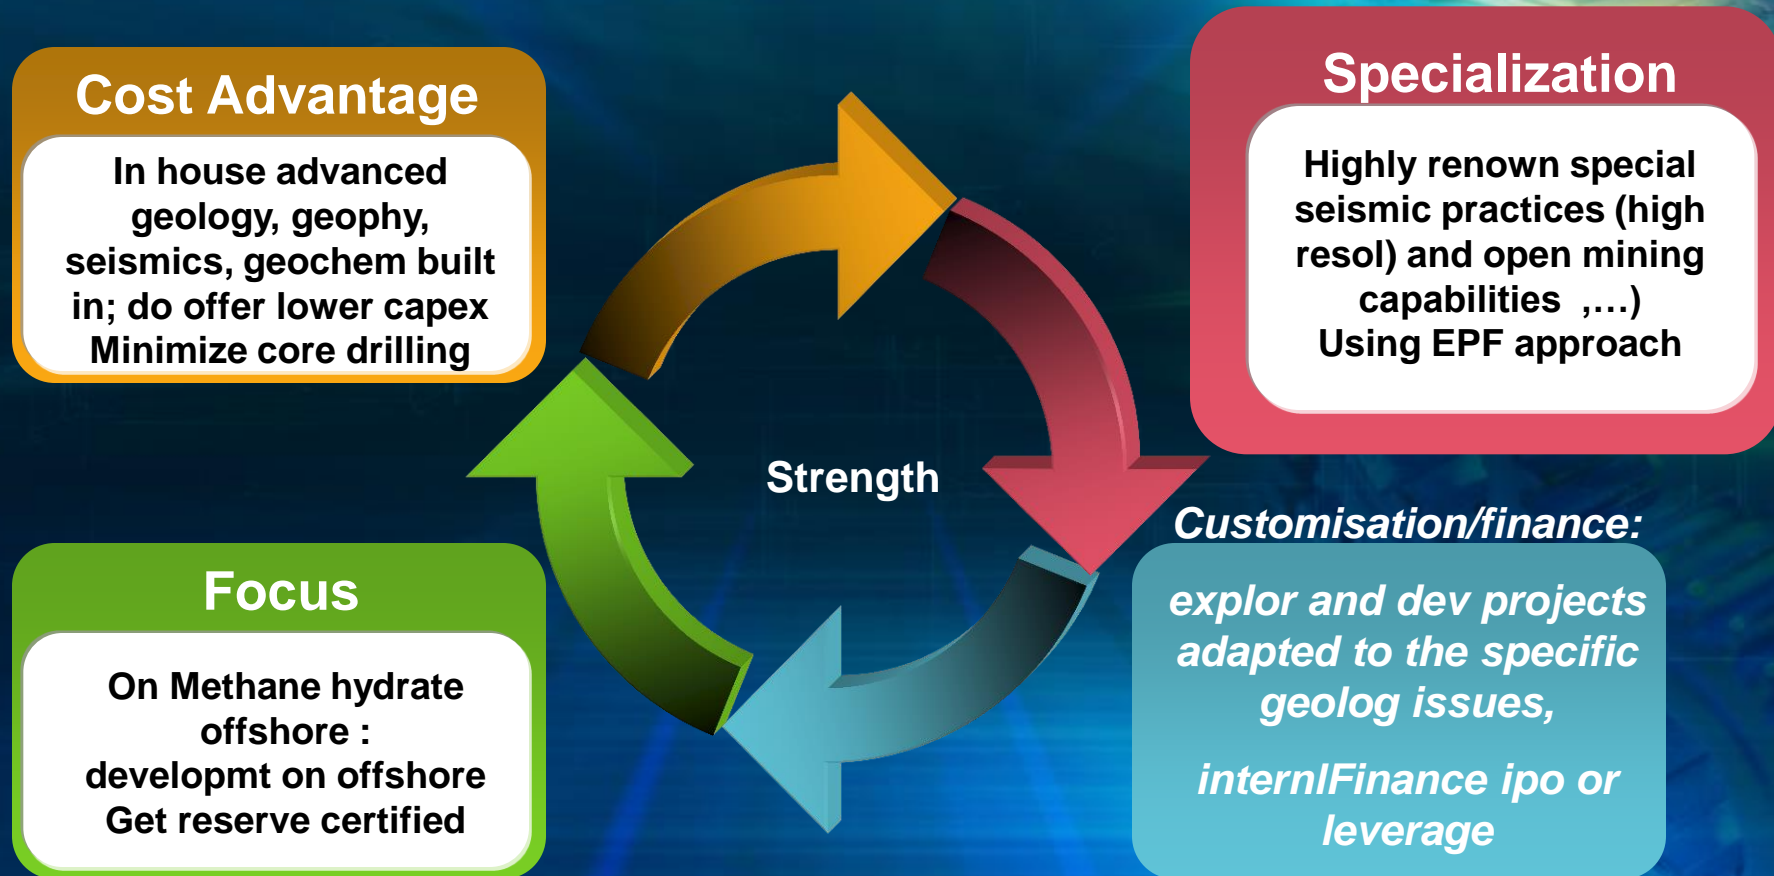 Cost Advantage
In house advanced
geology, geophy,
seismics, geochem built
in; do offer lower capex
Minimize core drilling
Specialization
Highly renown special
seismic practices (high
resol) and open mining
capabilities ,…)
Using EPF approach
Strength
Focus
On Methane hydrate
offshore :
developmt on offshore
Get reserve certified
Customisation/finance:
explor and dev projects
adapted to the specific
geolog issues,
internlFinance ipo or
leverage